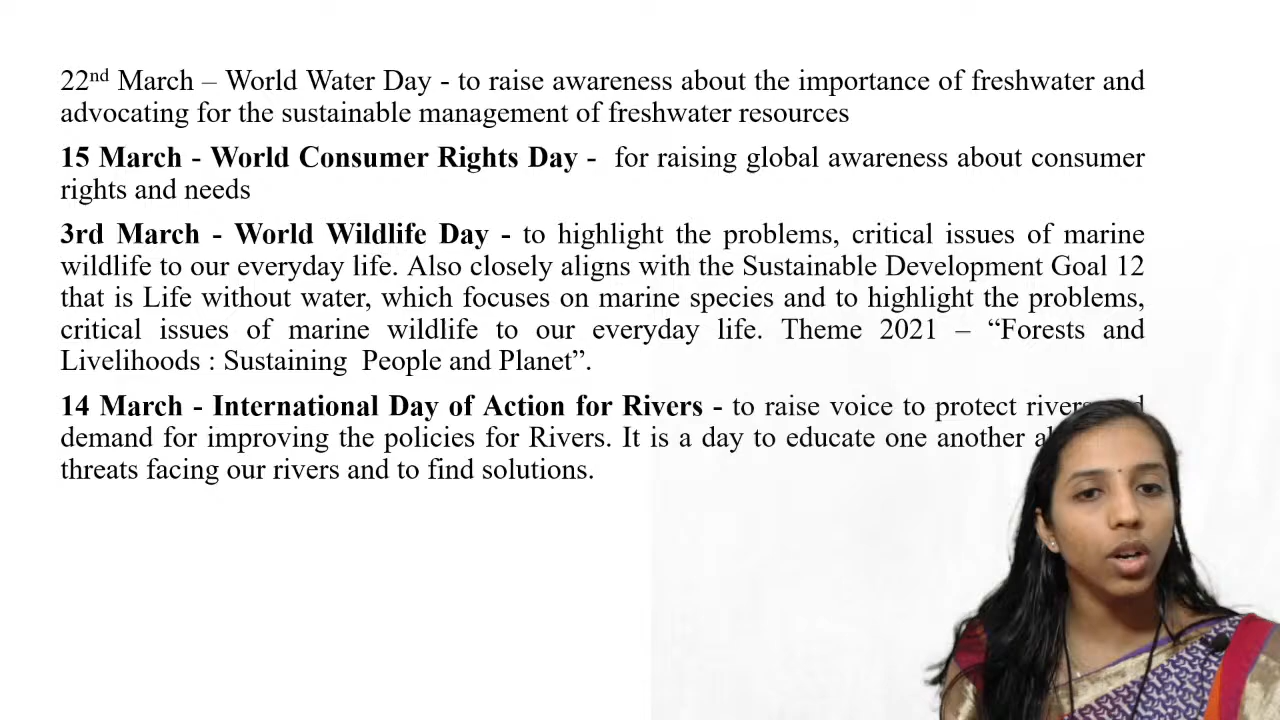 22nd March – World Water Day - to raise awareness about the importance of freshwater and
advocating for the sustainable management of freshwater resources
15 March - World Consumer Rights Day - for raising global awareness about consumer
rights and needs
3rd March - World Wildlife Day - to highlight the problems, critical issues of marine
wildlife to our everyday life. Also closely aligns with the Sustainable Development Goal 12
that is Life without water, which focuses on marine species and to highlight the problems,
critical issues of marine wildlife to our everyday life. Theme 2021 – “Forests and
Livelihoods : Sustaining People and Planet”.
14 March - International Day of Action for Rivers - to raise voice to protect rivers
demand for improving the policies for Rivers. It is a day to educate one another
threats facing our rivers and to find solutions.